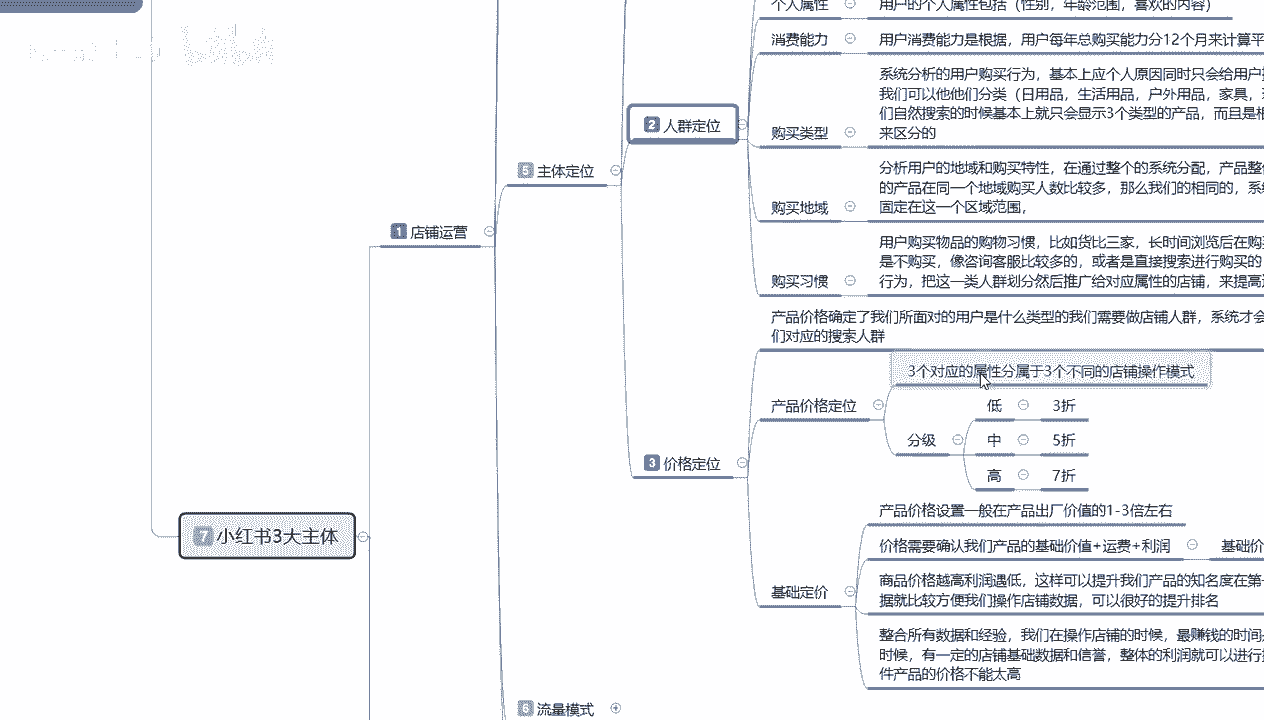 个人属性
用户的个人属性包括（性别，年龄范围，喜欢的内容）
消费能力
用户消费能力是根据，用户每年总购买能力分12个月来计算平
系统分析的用户购买行为，基本上应个人原因同时只会给用户
我们可以他他们分类（日用品，生活用品，户外用品，家具，
们自然搜索的时候基本上就只会显示3个类型的产品，而且是
购买类型
来区分的
2 人群定位
分析用户的地域和购买特性，在通过整个的系统分配，产品整
的产品在同一个地域购买人数比较多，那么我们的相同的，系
购买地域
固定在这一个区域范围，
5 主体定位
1 店铺运营
用户购买物品的购物习惯，比如货比三家，长时间浏览后在购
是不购买，像咨询客服比较多的，或者是直接搜索进行购买的
购买习惯
行为，把这一类人群划分然后推广给对应属性的店铺，来提高
产品价格确定了我们所面对的用户是什么类型的我们需要做店铺人群，系统才会
们对应的搜索人群
3个对应的属性分属于3个不同的店铺操作模式
产品价格定位
低
3折
分级
中
5折
高
7折
3 价格定位
产品价格设置一般在产品出厂价值的1-3倍左右
7 小红书3大主体
价格需要确认我们产品的基础价值+运费+利润
基础价
商品价格越高利润遇低，这样可以提升我们产品的知名度在第
基础定价
据就比较方便我们操作店铺数据，可以很好的提升排名
整合所有数据和经验，我们在操作店铺的时候，最赚钱的时间
时候，有一定的店铺基础数据和信誉，整体的利润就可以进行
件产品的价格不能太高
6 流量模式